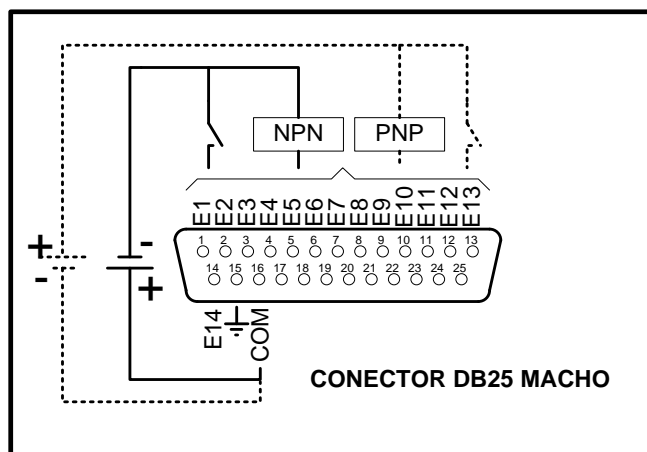 NPN PNP
E1 E2 E3 E4 E5 E6 E7 E8 E9 E10 E11 E12 E13
+ -
- +
1 2 3 4 5 6 7 8 9 10 11 12 13
14 15 16 17 18 19 20 21 22 23 24 25
E14 COM
CONECTOR DB25 MACHO